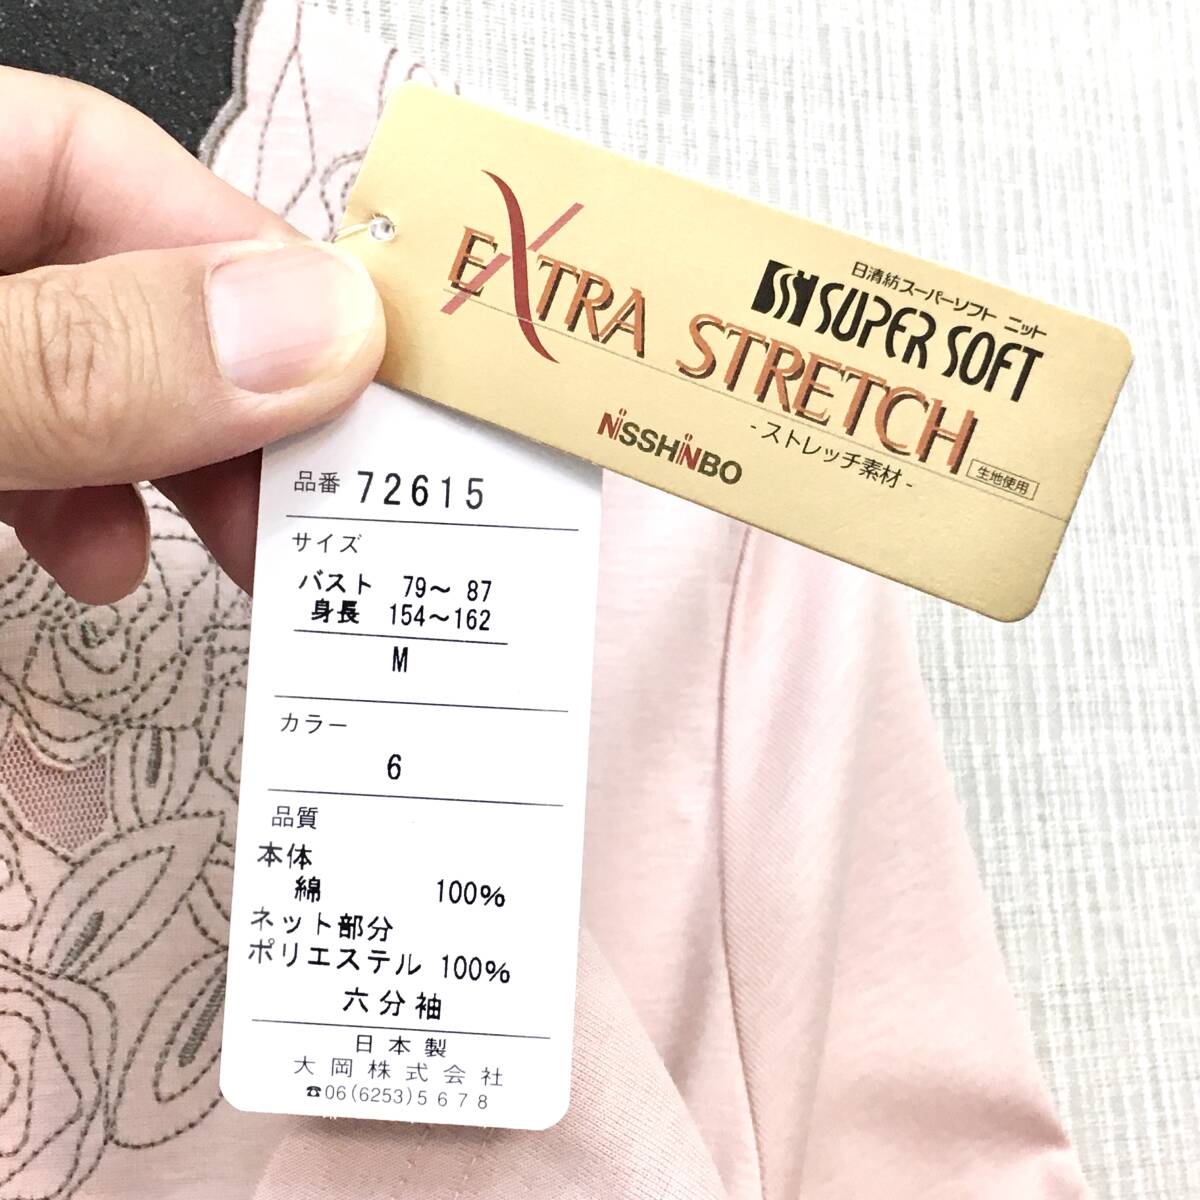 日清紡スーパーソフト ニット
SSY SUPER SOFT
EXTRA STRETCH
-ストレッチ素材-
生地使用
NISSHINBO
品番 72615
サイズ
バスト 79～ 87
身長 154～162
M
カラー
6
品質
本体
綿 100%
ネット部分
ポリエステル 100%
六分袖
日本製
大岡株式会社
☎06(6253)5678